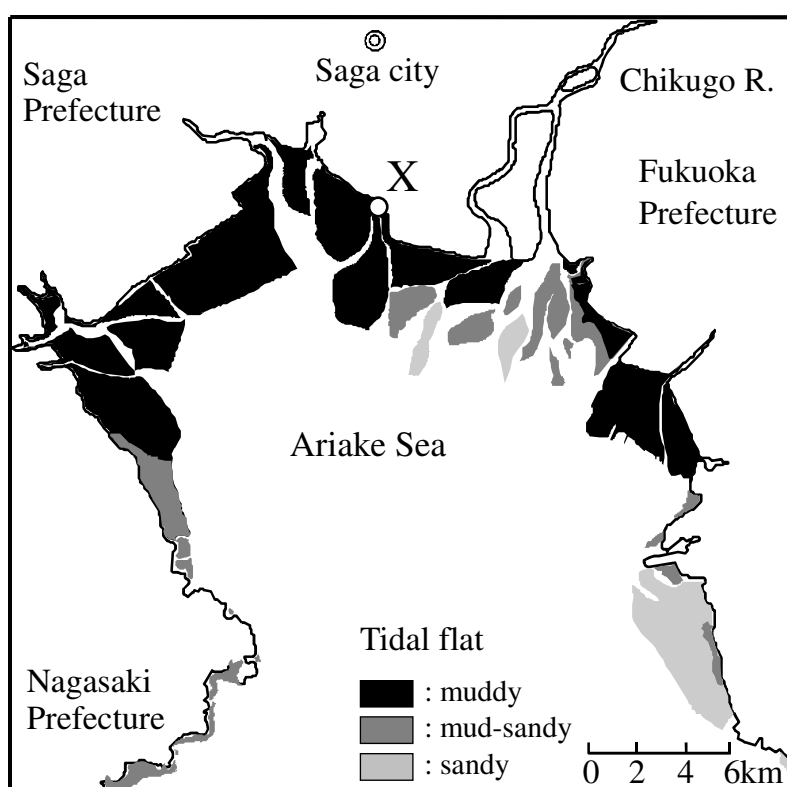 Saga city
Saga
Prefecture
Chikugo R.
X
Fukuoka
Prefecture
Ariake Sea
Nagasaki
Prefecture
Tidal flat
: muddy
: mud-sandy
: sandy
0 2 4 6km